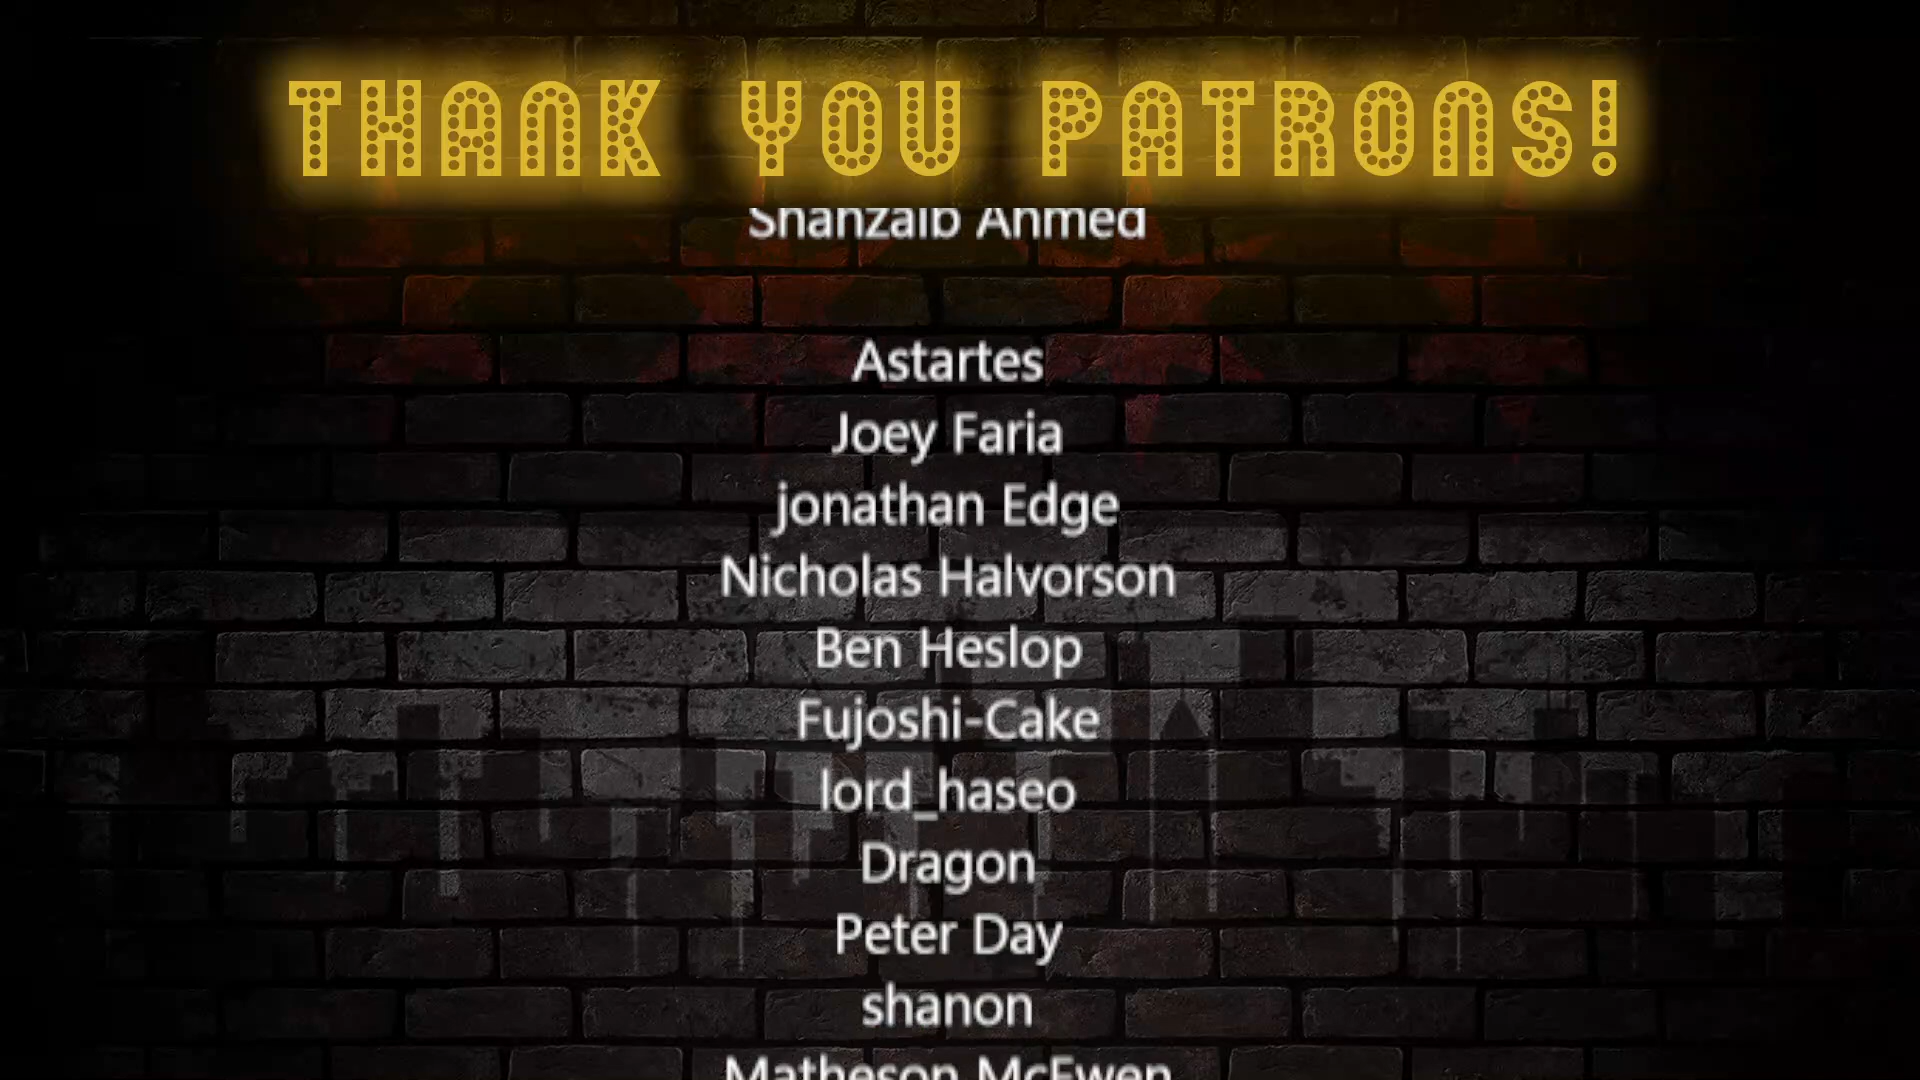 THANK YOU PATRONS!
Shanzaib Ahmed
Astartes
Joey Faria
jonathan Edge
Nicholas Halvorson
Ben Heslop
Fujoshi-Cake
lord_haseo
Dragon
Peter Day
shanon
Matheson McEwen